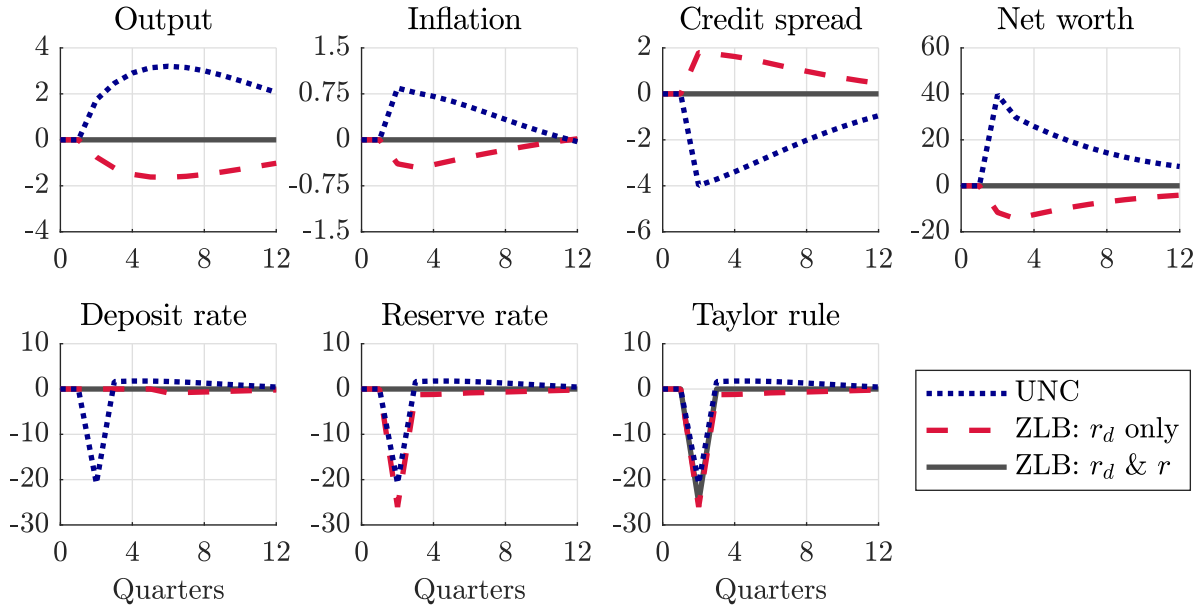 Output Inflation Credit spread Net worth
4 1.5 2 60
2 0.75 0 40
0 0 -2 20
-2 -0.75 -4 0
-4 -1.5 -6 -20
0 4 8 12 0 4 8 12 0 4 8 12 0 4 8 12
Deposit rate Reserve rate Taylor rule
10 10 10
0 0 0
-10 -10 -10
-20 -20 -20
-30 -30 -30
0 4 8 12 0 4 8 12 0 4 8 12
Quarters Quarters Quarters
UNC
ZLB: r_d only
ZLB: r_d & r